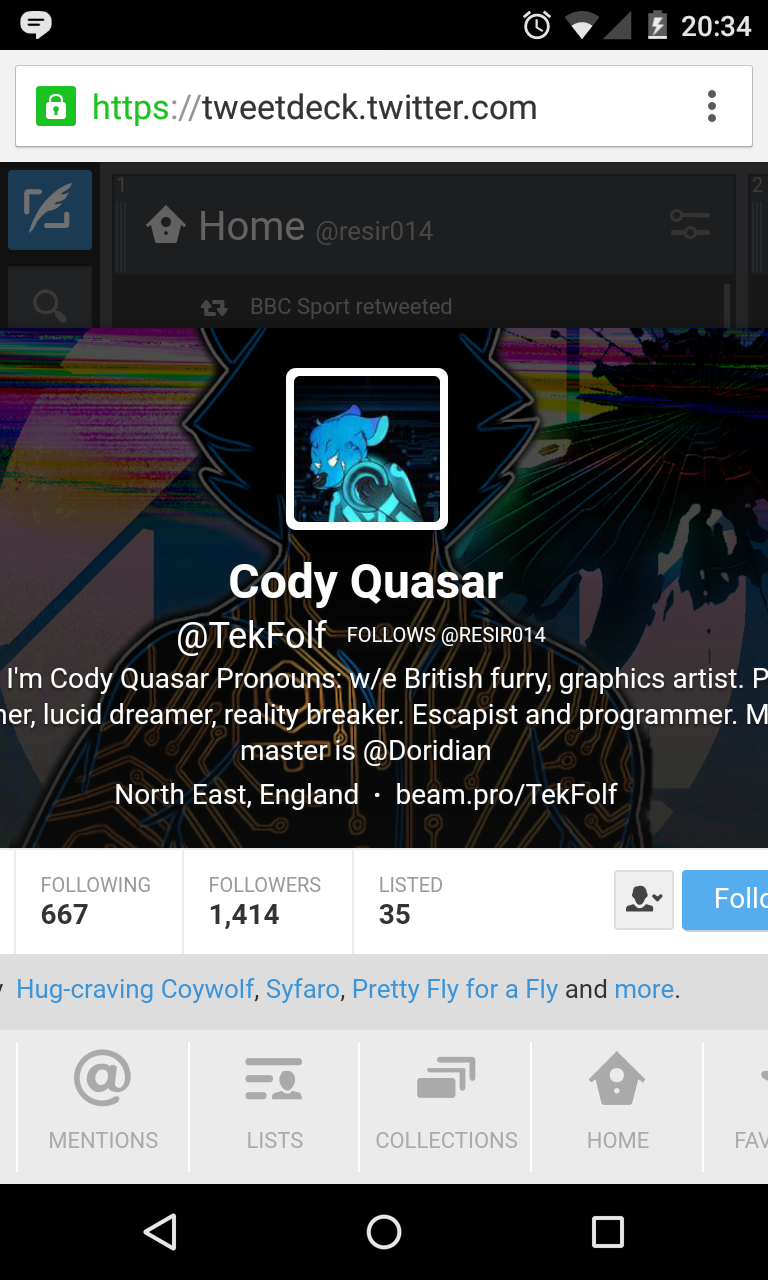 20:34
https://tweetdeck.twitter.com
1
2
Home @resir014
BBC Sport retweeted
Cody Quasar
@TekFolf FOLLOWS @RESIR014
I'm Cody Quasar Pronouns: w/e British furry, graphics artist. P
ner, lucid dreamer, reality breaker. Escapist and programmer. M
master is @Doridian
North East, England · beam.pro/TekFolf
FOLLOWING FOLLOWERS LISTED
667 1,414 35
Follo
y Hug-craving Coywolf, Syfaro, Pretty Fly for a Fly and more.
MENTIONS LISTS COLLECTIONS HOME FAV